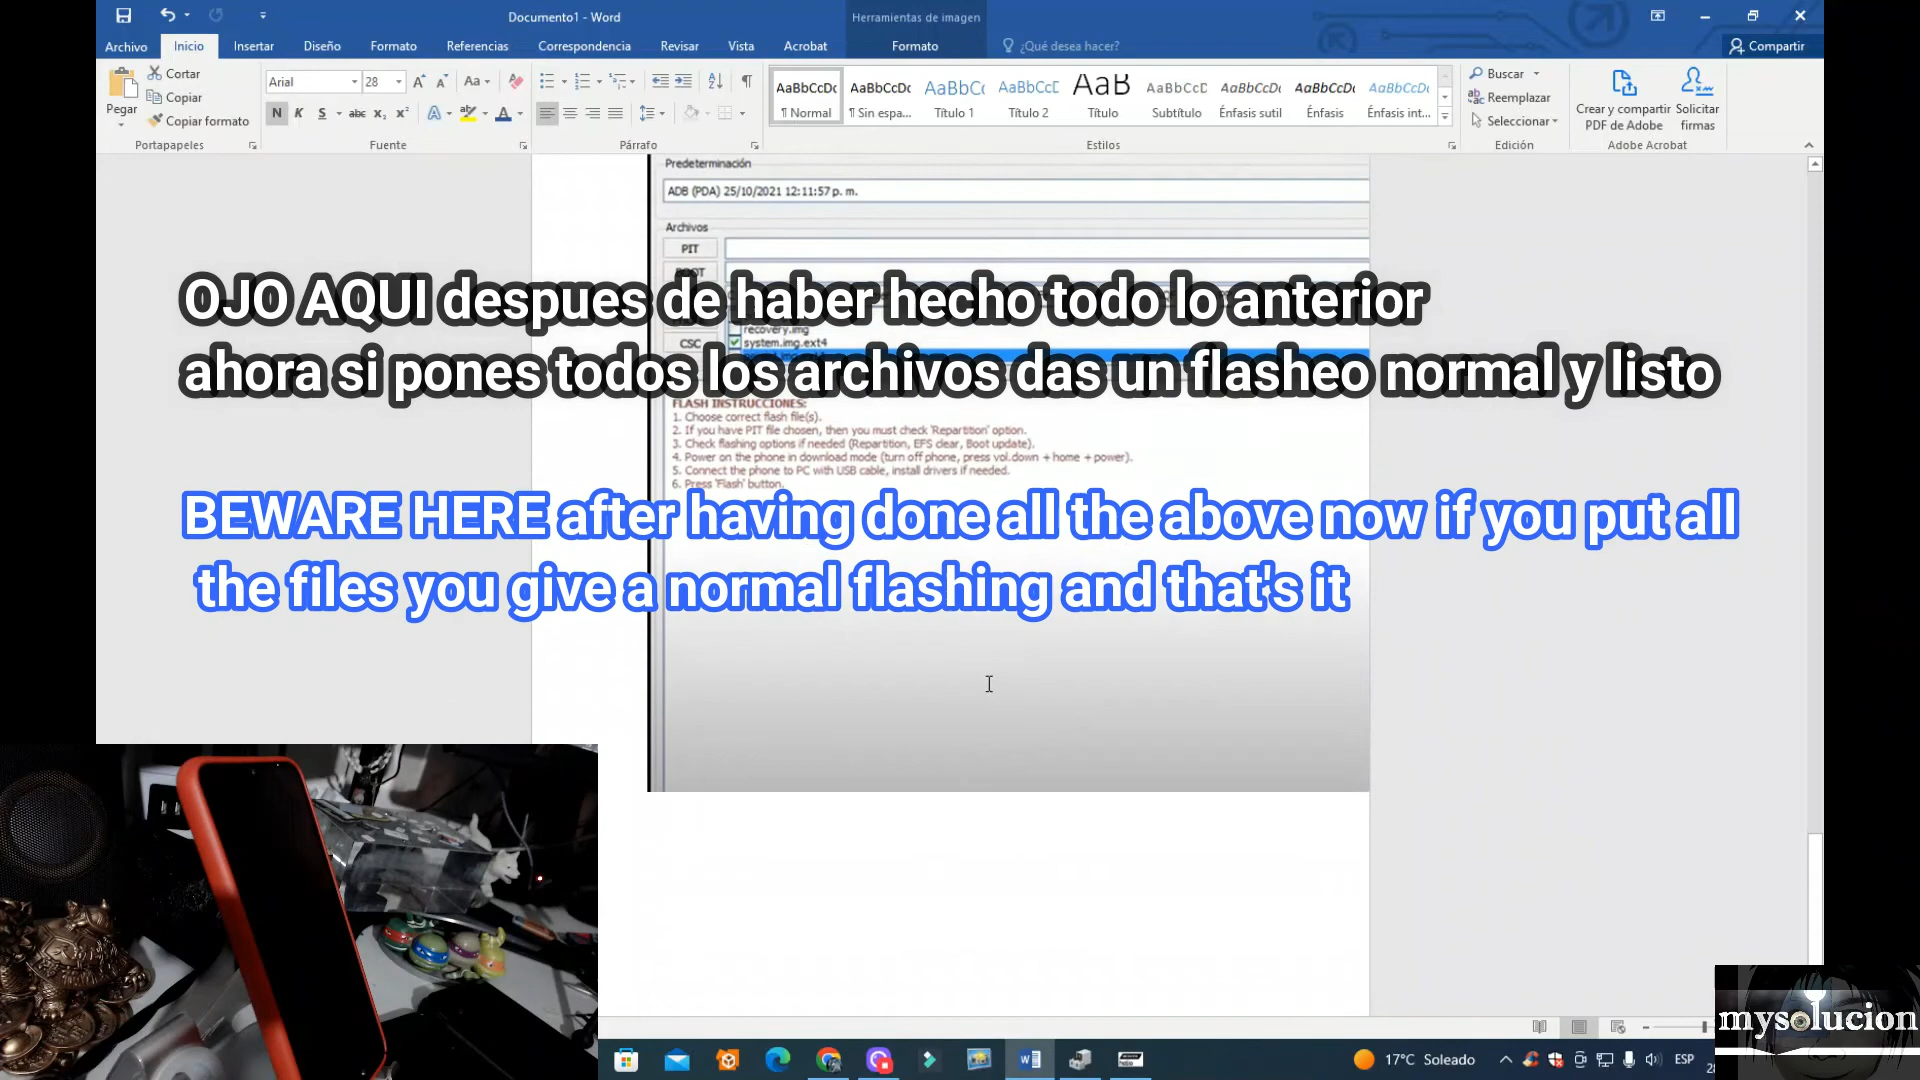 Documento1 - Word
Herramientas de imagen
Archivo Inicio Insertar Diseño Formato Referencias Correspondencia Revisar Vista Acrobat Formato ¿Qué desea hacer? Compartir
Pegar
Cortar
Copiar
Copiar formato
Portapapeles
Arial 28
N K S abc x₂ x²
Fuente
Párrafo
AaBbCcDc AaBbCcDc AaBbC( AaBbCcE AaB AaBbCcD AaBbCcDc AaBbCcDc AaBbCcDc
¶ Normal ¶ Sin espa... Título 1 Título 2 Título Subtítulo Énfasis sutil Énfasis Énfasis int...
Estilos
Buscar
Reemplazar
Seleccionar
Edición
Crear y compartir
PDF de Adobe
Solicitar
firmas
Adobe Acrobat
Predeterminación
ADB (PDA) 25/10/2021 12:11:57 p. m.
Archivos
PIT
OJO AQUI despues de haber hecho todo lo anterior
recovery.img
CSC system.img.ext4
ahora si pones todos los archivos das un flasheo normal y listo
FLASH INSTRUCCIONES:
1. Choose correct flash file(s).
2. If you have PIT file chosen, then you must check 'Repartition' option.
3. Check flashing options if needed (Repartition, EFS clear, Boot update).
4. Power on the phone in download mode (turn off phone, press vol.down + home + power).
5. Connect the phone to PC with USB cable, install drivers if needed.
6. Press 'Flash' button.
BEWARE HERE after having done all the above now if you put all
the files you give a normal flashing and that's it
mysolucion
17°C Soleado
ESP